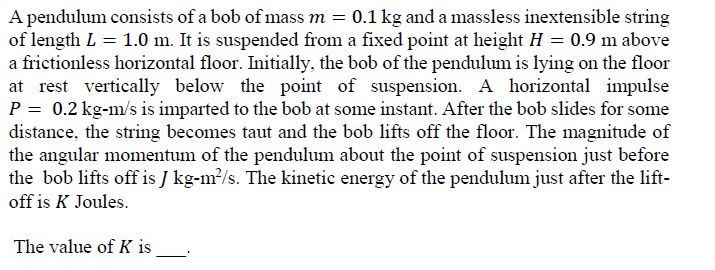 A pendulum consists of a bob of mass m = 0.1 kg and a massless inextensible string
of length L = 1.0 m. It is suspended from a fixed point at height H = 0.9 m above
a frictionless horizontal floor. Initially, the bob of the pendulum is lying on the floor
at rest vertically below the point of suspension. A horizontal impulse
P = 0.2 kg-m/s is imparted to the bob at some instant. After the bob slides for some
distance, the string becomes taut and the bob lifts off the floor. The magnitude of
the angular momentum of the pendulum about the point of suspension just before
the bob lifts off is J kg-m²/s. The kinetic energy of the pendulum just after the lift-
off is K Joules.
The value of K is ___.